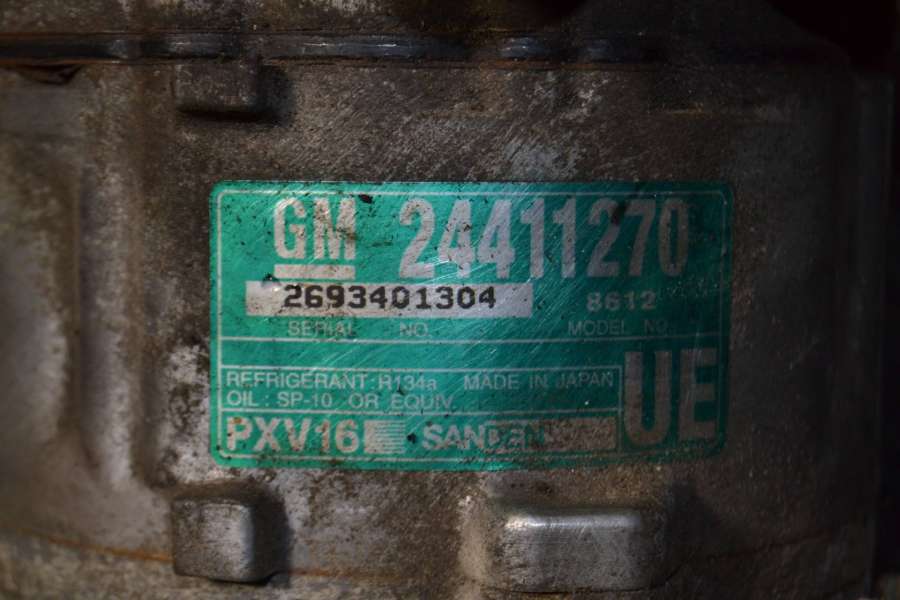 GM 24411270
2693401304 8612
SERIAL NO. MODEL NO.
REFRIGERANT: R134a MADE IN JAPAN
OIL: SP-10 OR EQUIV.
UE
PXV16 SANDEN